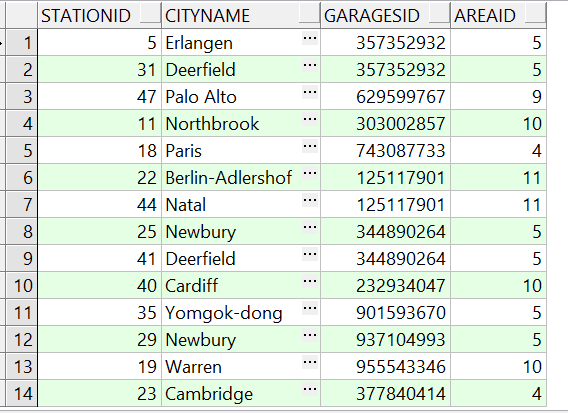 STATIONID CITYNAME GARAGESID AREAID
1 5 Erlangen ... 357352932 5
2 31 Deerfield ... 357352932 5
3 47 Palo Alto ... 629599767 9
4 11 Northbrook ... 303002857 10
5 18 Paris ... 743087733 4
6 22 Berlin-Adlershof ... 125117901 11
7 44 Natal ... 125117901 11
8 25 Newbury ... 344890264 5
9 41 Deerfield ... 344890264 5
10 40 Cardiff ... 232934047 10
11 35 Yomgok-dong ... 901593670 5
12 29 Newbury ... 937104993 5
13 19 Warren ... 955543346 10
14 23 Cambridge ... 377840414 4